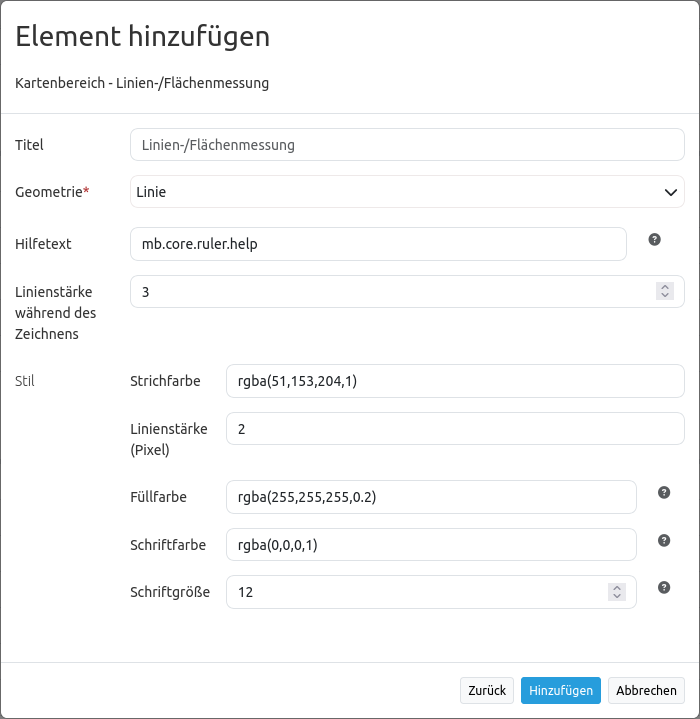 Element hinzufügen
Kartenbereich - Linien-/Flächenmessung
Titel
Linien-/Flächenmessung
Geometrie*
Linie
Hilfetext
mb.core.ruler.help
?
Linienstärke
während des
Zeichnens
3
Stil
Strichfarbe
rgba(51,153,204,1)
Linienstärke
(Pixel)
2
Füllfarbe
rgba(255,255,255,0.2)
?
Schriftfarbe
rgba(0,0,0,1)
?
Schriftgröße
12
?
Zurück
Hinzufügen
Abbrechen